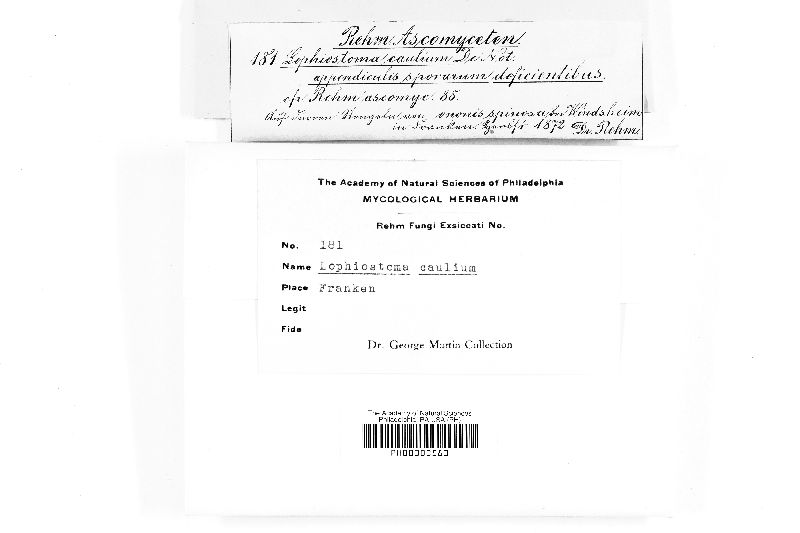 Rehm Ascomyceten.
181 Lophiostoma caulium De Not.
appendiculis sporarum deficientibus.
cfr Rehm ascomyc. 85.
Auf dürren Stengeln von ononis spinosa bei Windsheim
in Franken. Herbst 1872 Dr. Rehm
The Academy of Natural Sciences of Philadelphia
MYCOLOGICAL HERBARIUM
Rehm Fungi Exsiccati No.
No. 181
Name Lophiostoma caulium
Place Franken
Legit
Fide
Dr. George Martin Collection
The Academy of Natural Sciences
Philadelphia, PA USA (PH)